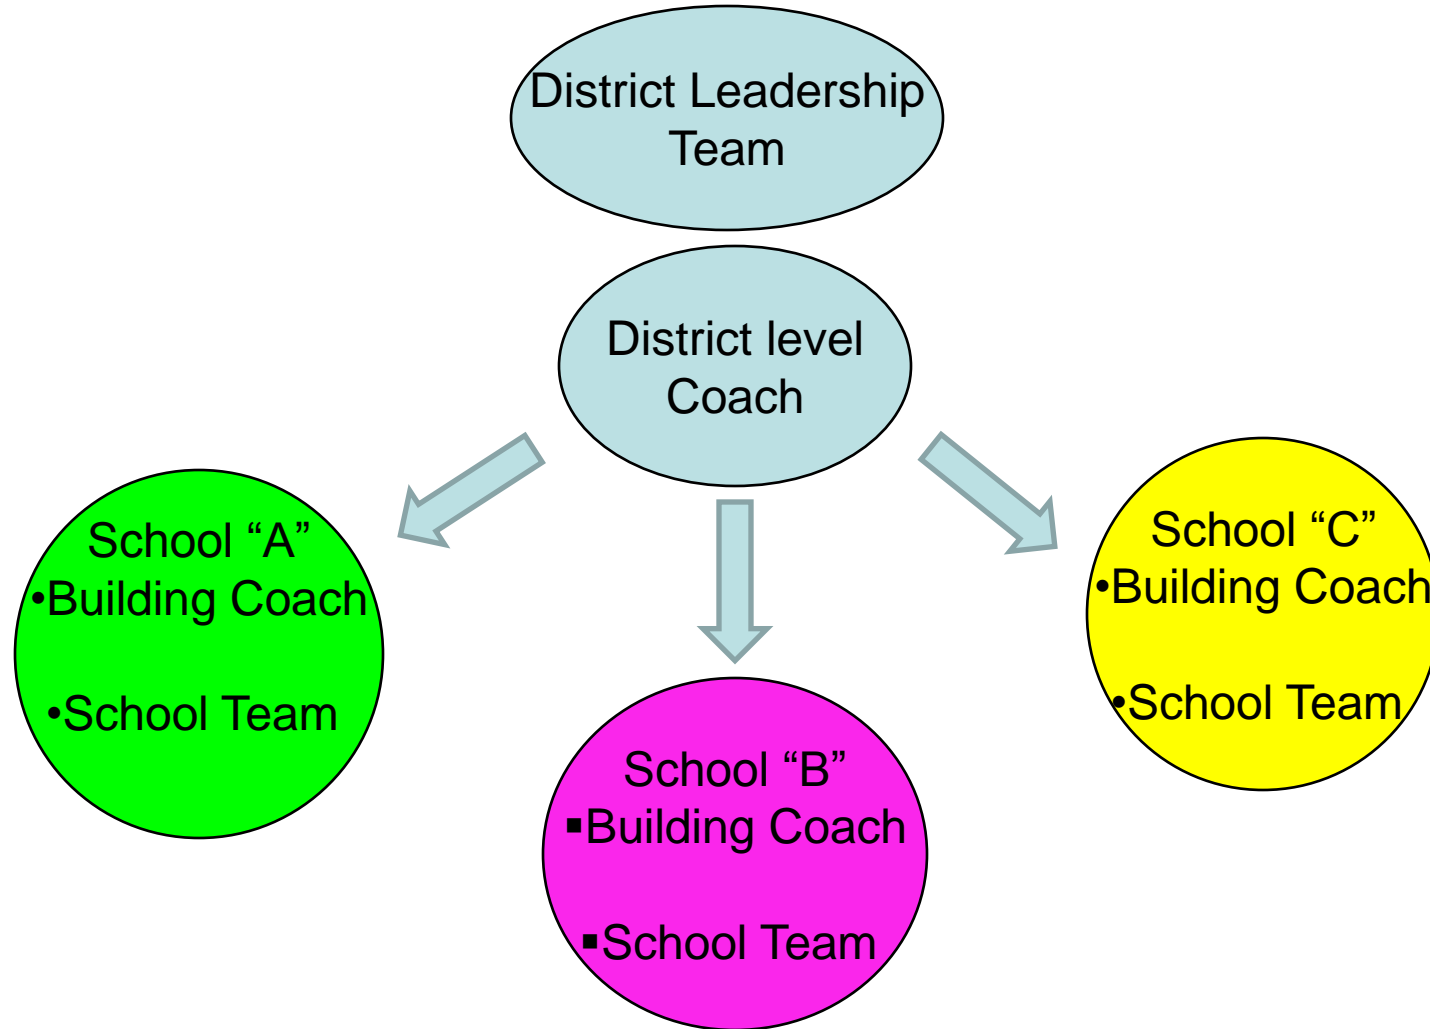 District Leadership
Team
District level
Coach
School “A”
•Building Coach
•School Team
School “B”
▪Building Coach
▪School Team
School “C”
•Building Coach
•School Team